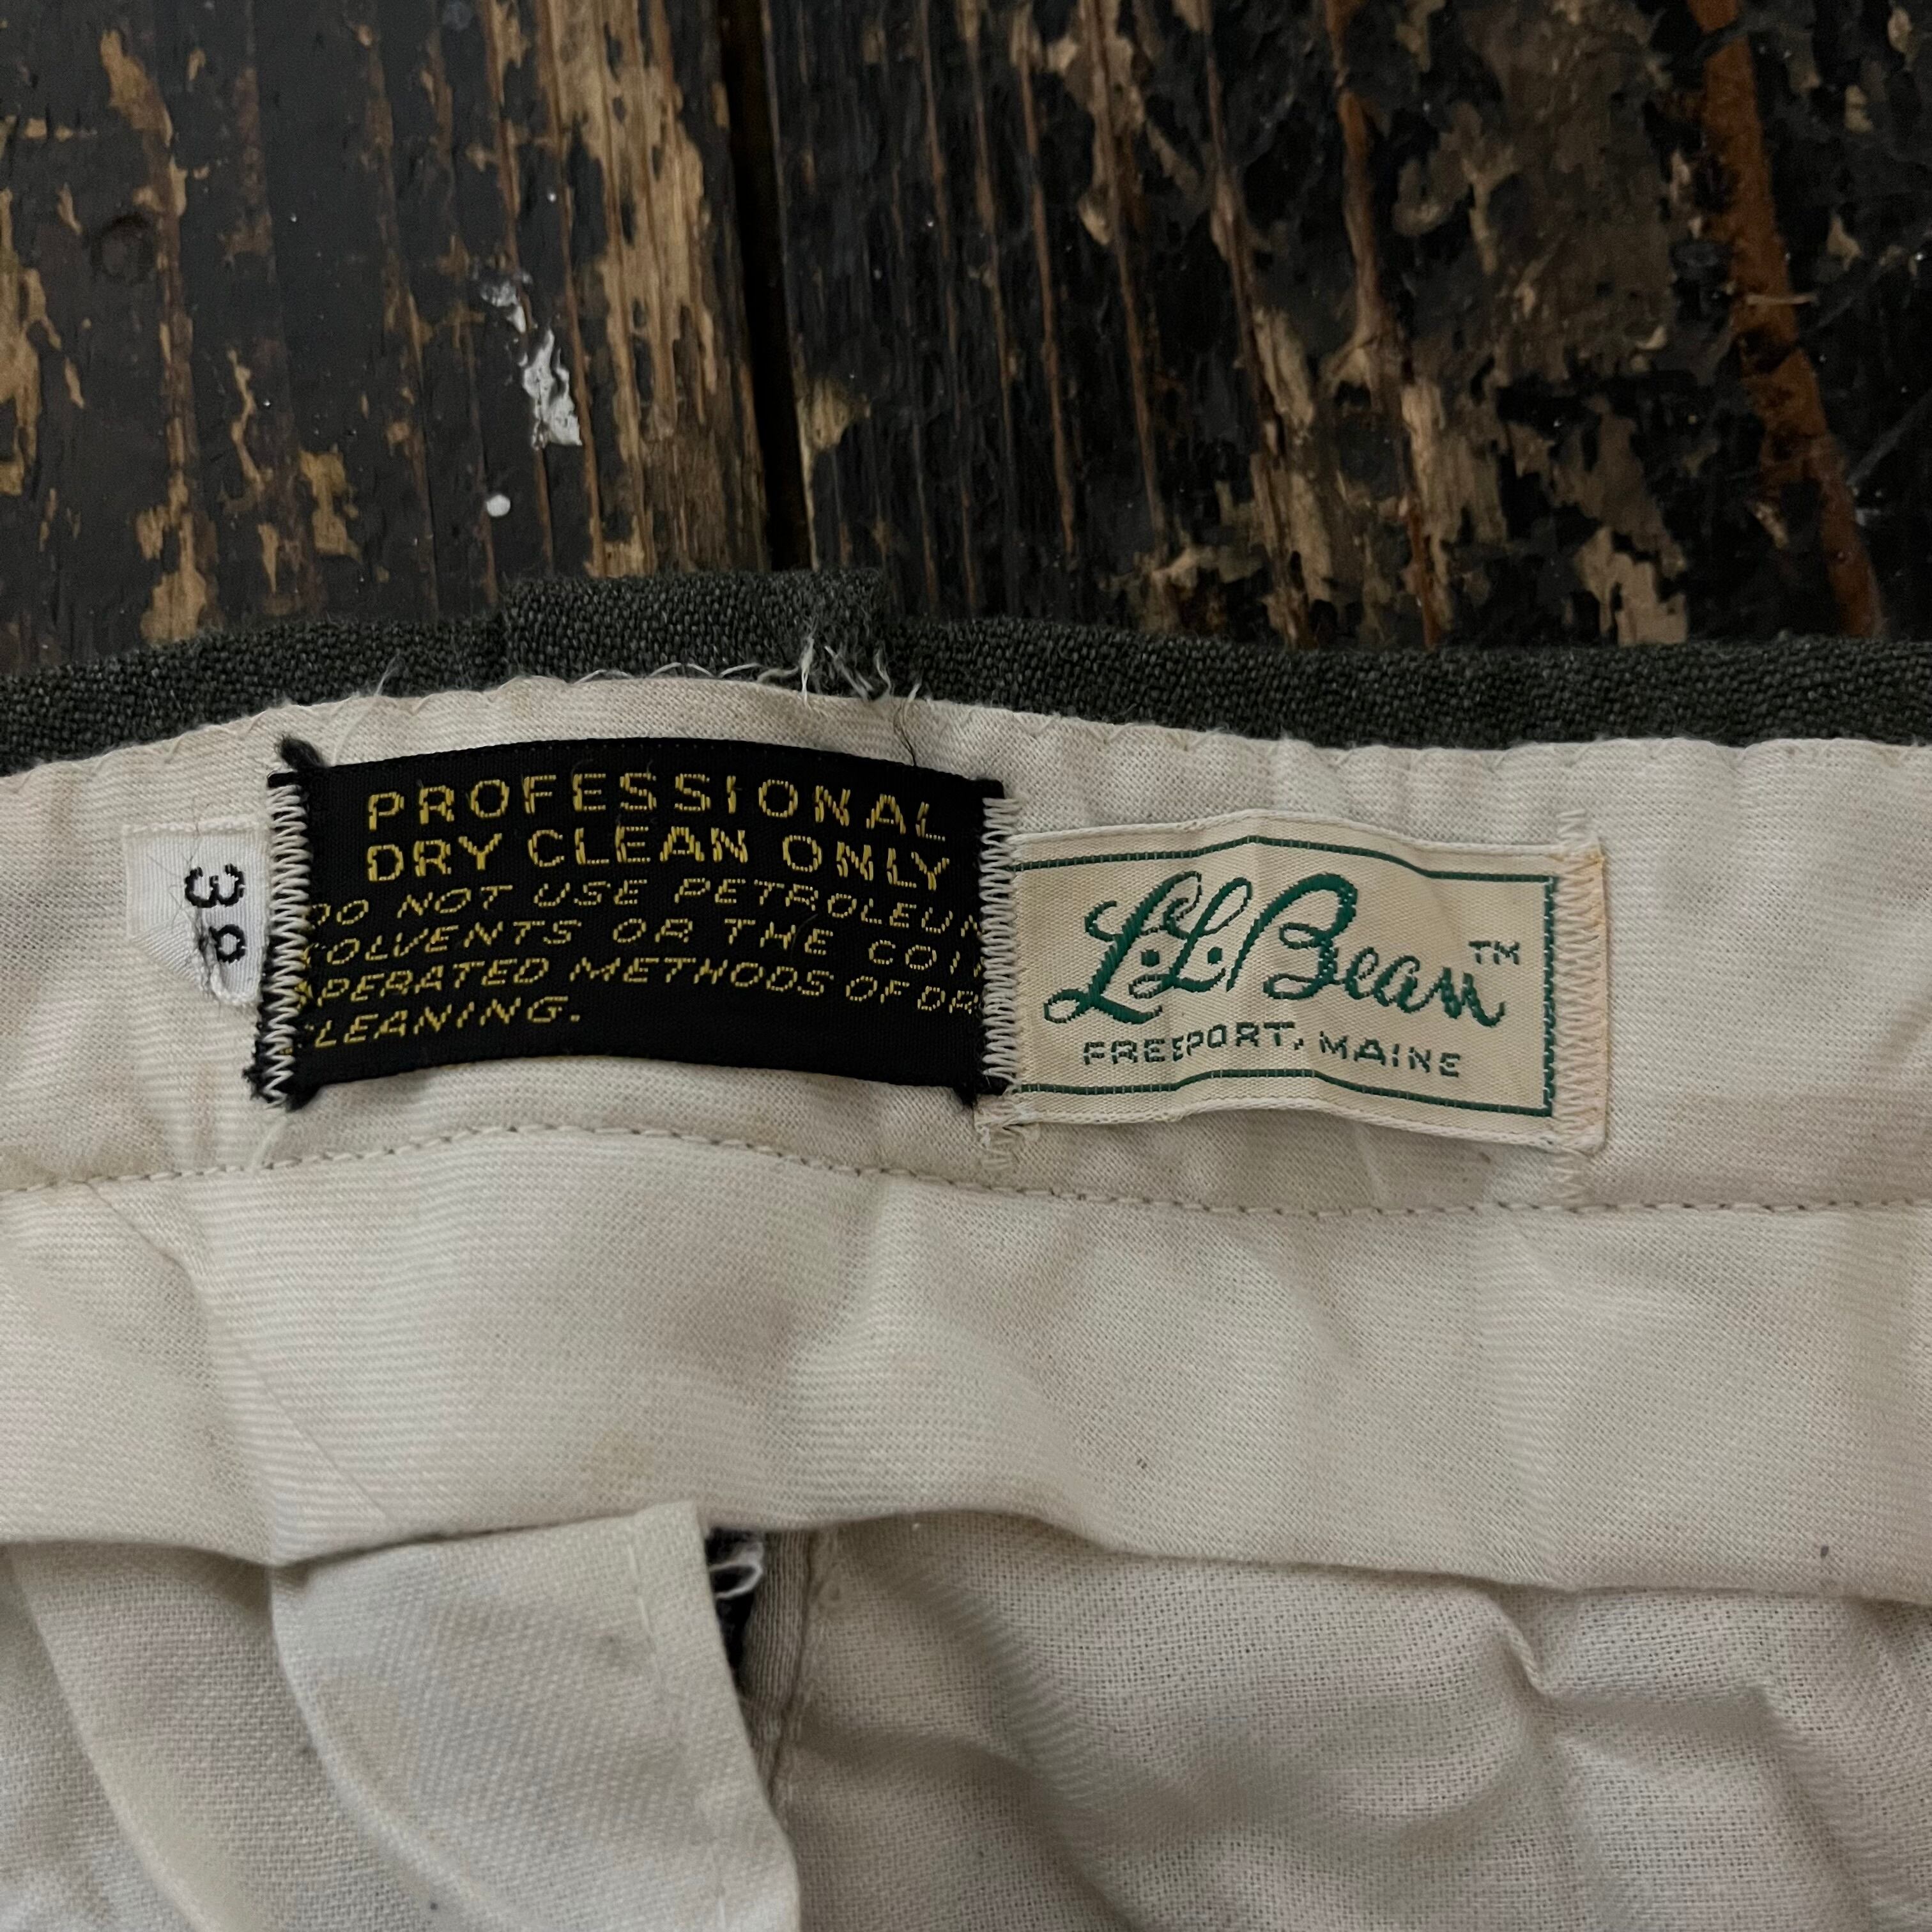 38
PROFESSIONAL
DRY CLEAN ONLY
DO NOT USE PETROLEUM
SOLVENTS OR THE COIN
OPERATED METHODS OF DRY
CLEANING.
L.L.Bean™
FREEPORT, MAINE